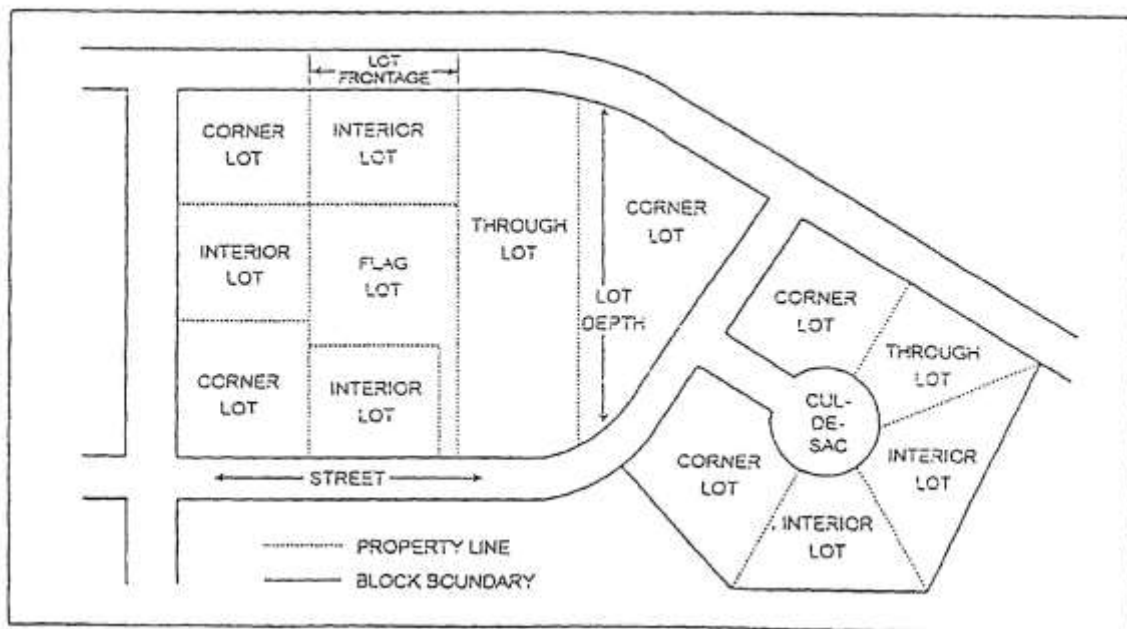 LOT
FRONTAGE
CORNER
LOT
INTERIOR
LOT
THROUGH
LOT
CORNER
LOT
INTERIOR
LOT
FLAG
LOT
LOT
DEPTH
CORNER
LOT
INTERIOR
LOT
STREET
CORNER
LOT
THROUGH
LOT
CUL-
DE-
SAC
CORNER
LOT
INTERIOR
LOT
INTERIOR
LOT
PROPERTY LINE
BLOCK BOUNDARY